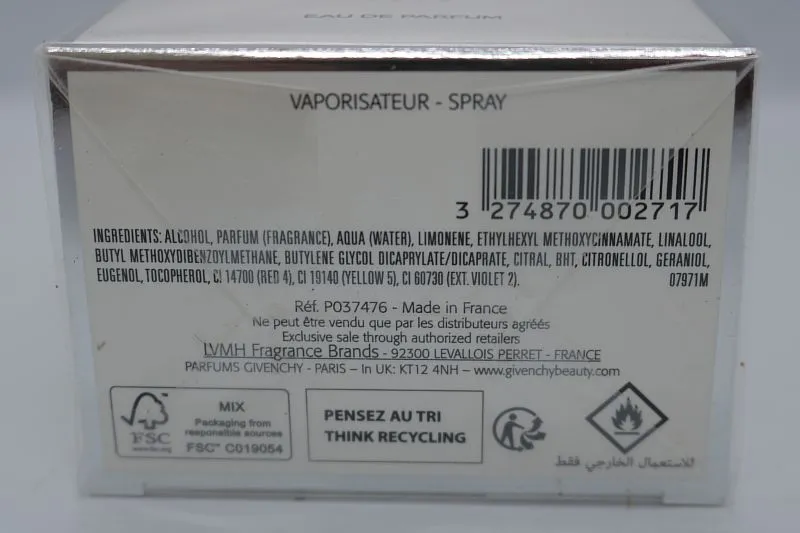 EAU DE PARFUM
VAPORISATEUR - SPRAY
3 274870 002717
INGREDIENTS: ALCOHOL, PARFUM (FRAGRANCE), AQUA (WATER), LIMONENE, ETHYLHEXYL METHOXYCINNAMATE, LINALOOL,
BUTYL METHOXYDIBENZOYLMETHANE, BUTYLENE GLYCOL DICAPRYLATE/DICAPRATE, CITRAL, BHT, CITRONELLOL, GERANIOL,
EUGENOL, TOCOPHEROL, CI 14700 (RED 4), CI 19140 (YELLOW 5), CI 60730 (EXT. VIOLET 2). 07971M
Réf. P037476 - Made in France
Ne peut être vendu que par les distributeurs agréés
Exclusive sale through authorized retailers
LVMH Fragrance Brands - 92300 LEVALLOIS PERRET - FRANCE
PARFUMS GIVENCHY - PARIS – In UK: KT12 4NH – www.givenchybeauty.com
FSC
www.fsc.org
MIX
Packaging from
responsible sources
FSC™ C019054
PENSEZ AU TRI
THINK RECYCLING
للاستعمال الخارجي فقط